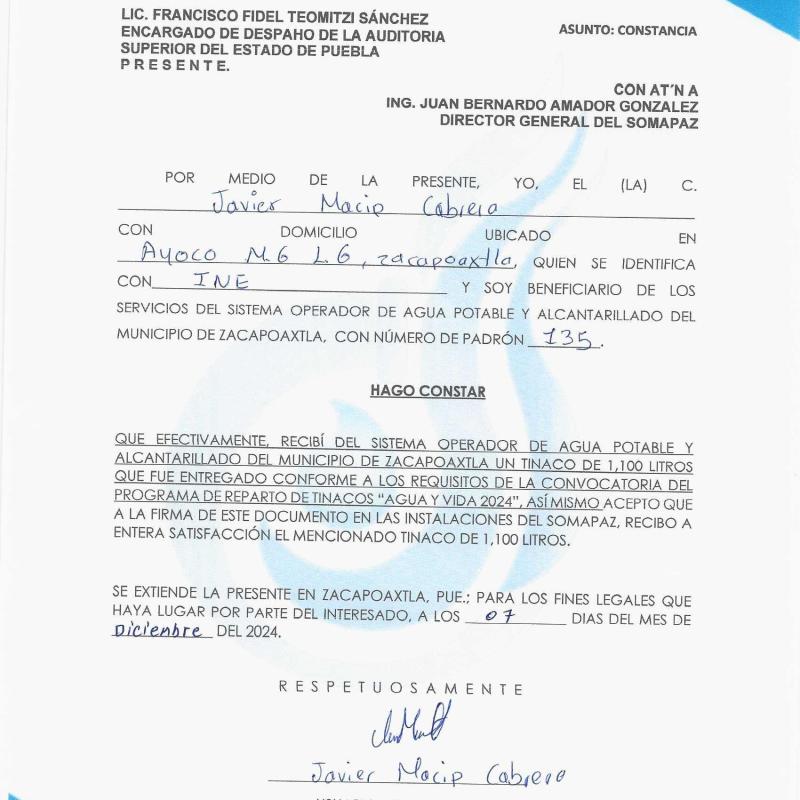 LIC. FRANCISCO FIDEL TEOMITZI SÁNCHEZ
ENCARGADO DE DESPAHO DE LA AUDITORIA
SUPERIOR DEL ESTADO DE PUEBLA
P R E S E N T E.
ASUNTO: CONSTANCIA
CON AT´N A
ING. JUAN BERNARDO AMADOR GONZALEZ
DIRECTOR GENERAL DEL SOMAPAZ
POR MEDIO DE LA PRESENTE, YO, EL (LA) C.
Javier Macip Cabrera
CON DOMICILIO UBICADO EN
Ayoco M.6 L.6, zacapoaxtla, QUIEN SE IDENTIFICA
CON INE Y SOY BENEFICIARIO DE LOS
SERVICIOS DEL SISTEMA OPERADOR DE AGUA POTABLE Y ALCANTARILLADO DEL
MUNICIPIO DE ZACAPOAXTLA, CON NÚMERO DE PADRÓN 135.
HAGO CONSTAR
QUE EFECTIVAMENTE, RECIBÍ DEL SISTEMA OPERADOR DE AGUA POTABLE Y
ALCANTARILLADO DEL MUNICIPIO DE ZACAPOAXTLA UN TINACO DE 1,100 LITROS
QUE FUE ENTREGADO CONFORME A LOS REQUISITOS DE LA CONVOCATORIA DEL
PROGRAMA DE REPARTO DE TINACOS “AGUA Y VIDA 2024”, ASÍ MISMO ACEPTO QUE
A LA FIRMA DE ESTE DOCUMENTO EN LAS INSTALACIONES DEL SOMAPAZ, RECIBO A
ENTERA SATISFACCIÓN EL MENCIONADO TINACO DE 1,100 LITROS.
SE EXTIENDE LA PRESENTE EN ZACAPOAXTLA, PUE.; PARA LOS FINES LEGALES QUE
HAYA LUGAR POR PARTE DEL INTERESADO, A LOS 07 DIAS DEL MES DE
Diciembre DEL 2024.
R E S P E T U O S A M E N T E
Javier Macip Cabrera